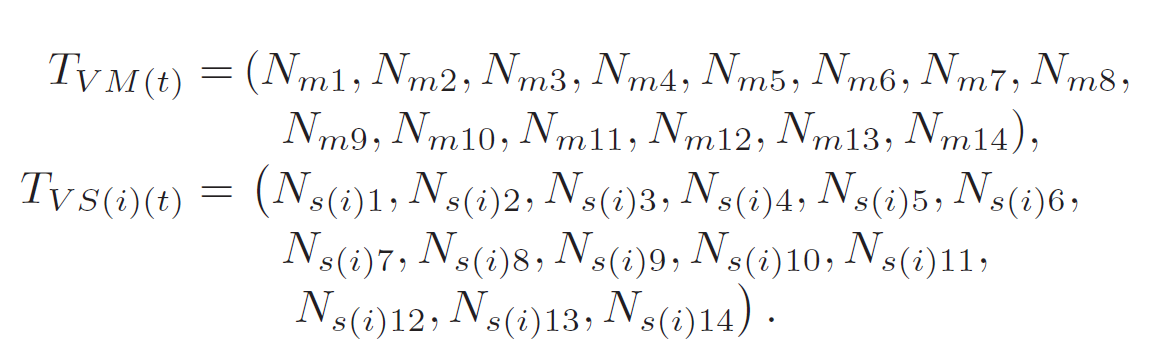 T_{VM(t)} = (N_{m1}, N_{m2}, N_{m3}, N_{m4}, N_{m5}, N_{m6}, N_{m7}, N_{m8},
N_{m9}, N_{m10}, N_{m11}, N_{m12}, N_{m13}, N_{m14}),
T_{VS(i)(t)} = (N_{s(i)1}, N_{s(i)2}, N_{s(i)3}, N_{s(i)4}, N_{s(i)5}, N_{s(i)6},
N_{s(i)7}, N_{s(i)8}, N_{s(i)9}, N_{s(i)10}, N_{s(i)11},
N_{s(i)12}, N_{s(i)13}, N_{s(i)14}).